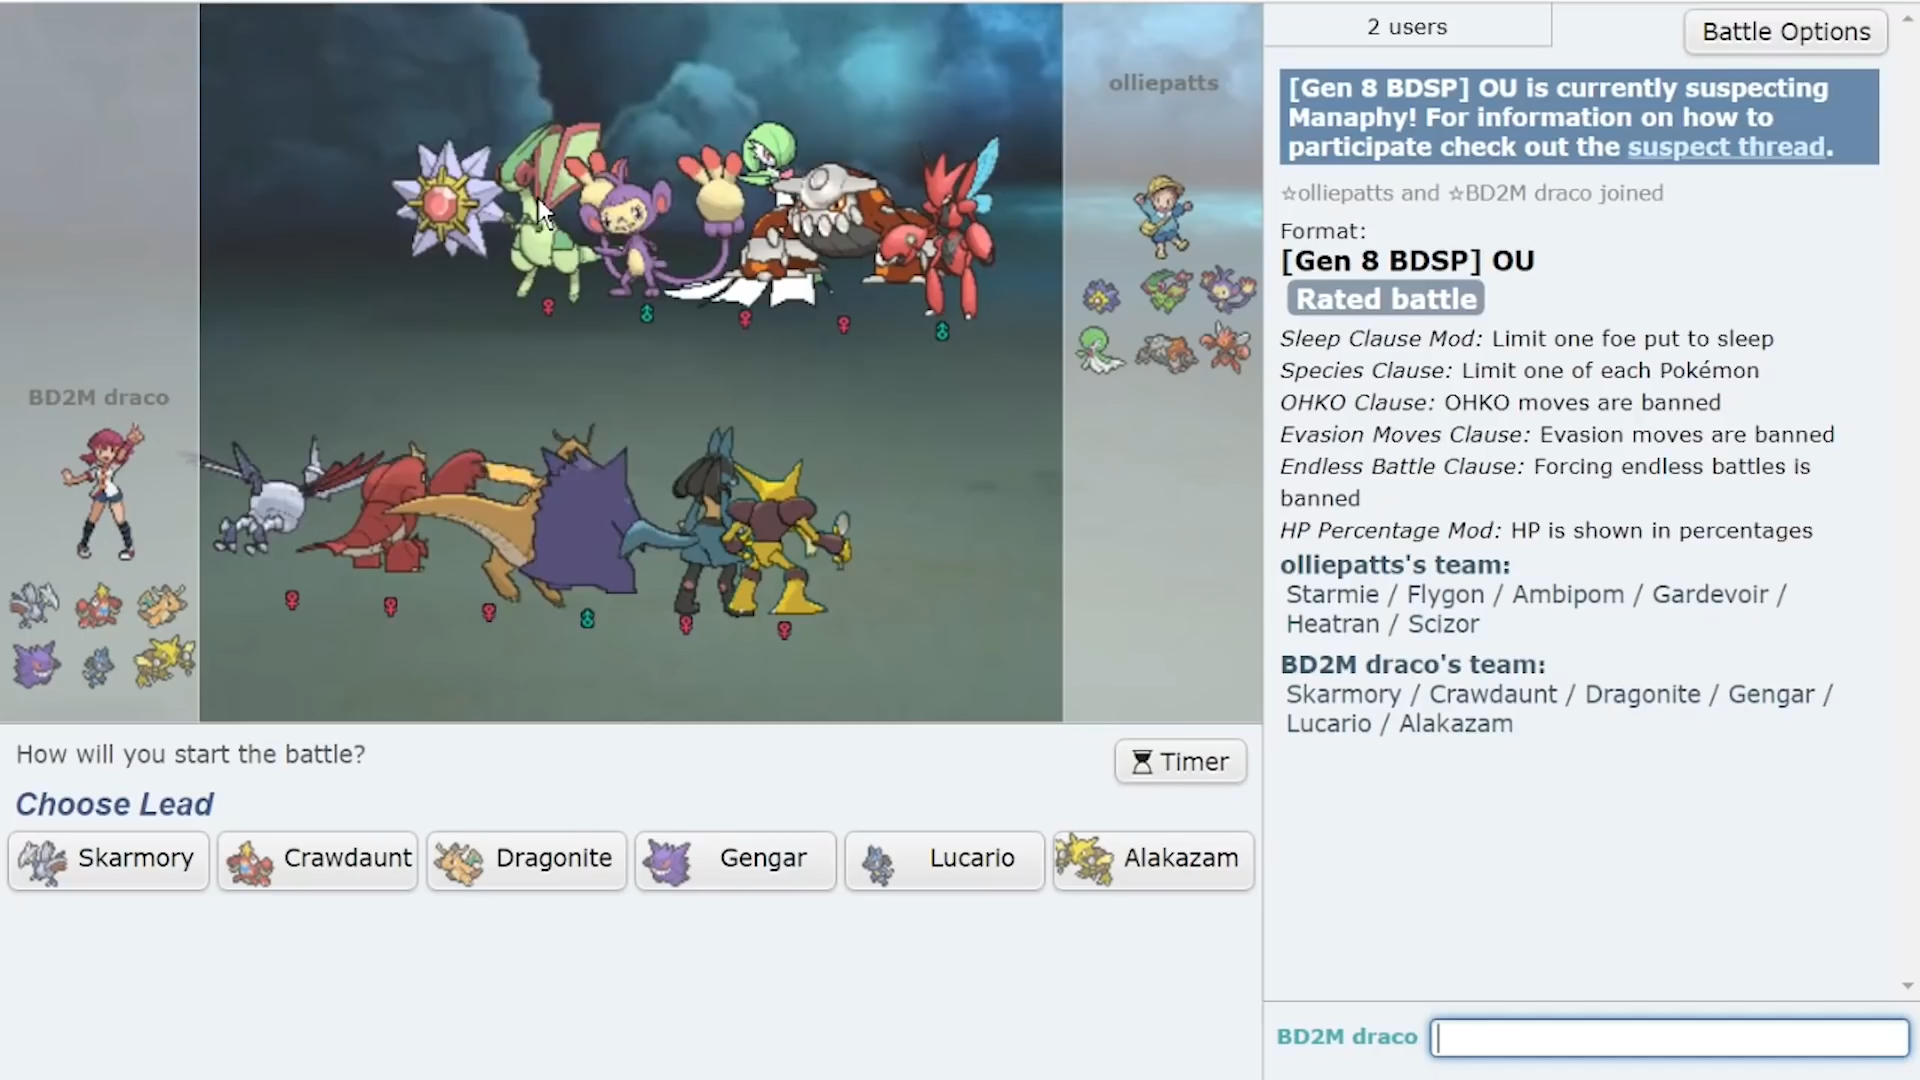 2 users
Battle Options
olliepatts
[Gen 8 BDSP] OU is currently suspecting
Manaphy! For information on how to
participate check out the suspect thread.
☆olliepatts and ☆BD2M draco joined
Format:
[Gen 8 BDSP] OU
Rated battle
Sleep Clause Mod: Limit one foe put to sleep
Species Clause: Limit one of each Pokémon
OHKO Clause: OHKO moves are banned
Evasion Moves Clause: Evasion moves are banned
Endless Battle Clause: Forcing endless battles is
banned
HP Percentage Mod: HP is shown in percentages
olliepatts's team:
Starmie / Flygon / Ambipom / Gardevoir /
Heatran / Scizor
BD2M draco's team:
Skarmory / Crawdaunt / Dragonite / Gengar /
Lucario / Alakazam
BD2M draco
How will you start the battle?
Timer
Choose Lead
Skarmory
Crawdaunt
Dragonite
Gengar
Lucario
Alakazam
BD2M draco